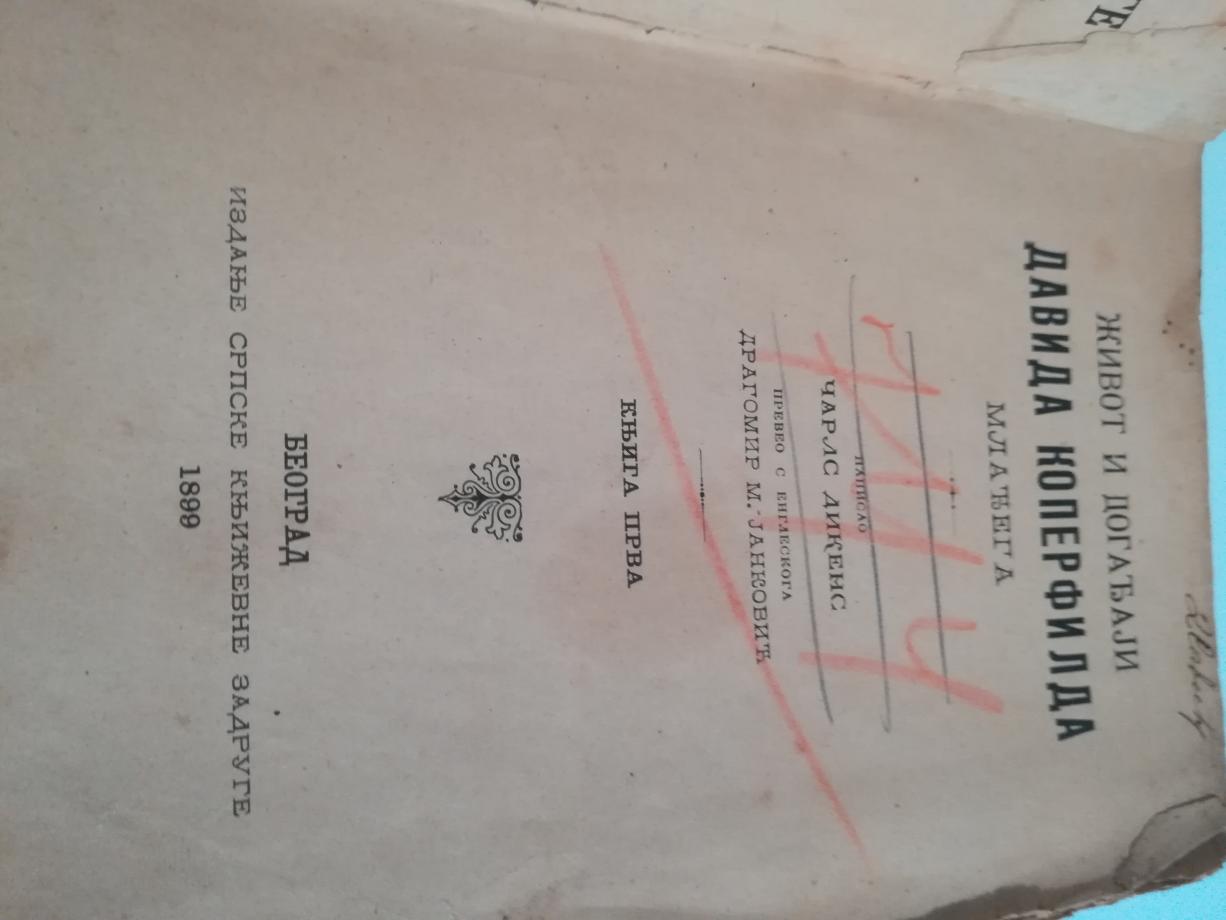 ЖИВОТ И ДОГАЂАЈИ
ДАВИДА КОПЕРФИЛДА
МЛАЂЕГА
НАПИСАО
ЧАРЛС ДИКЕНС
ПРЕВЕО С ЕНГЛЕСКОГА
ДРАГОМИР М. ЈАНКОВИЋ
КЊИГА ПРВА
БЕОГРАД
ИЗДАЊЕ СРПСКЕ КЊИЖЕВНЕ ЗАДРУГЕ
1899